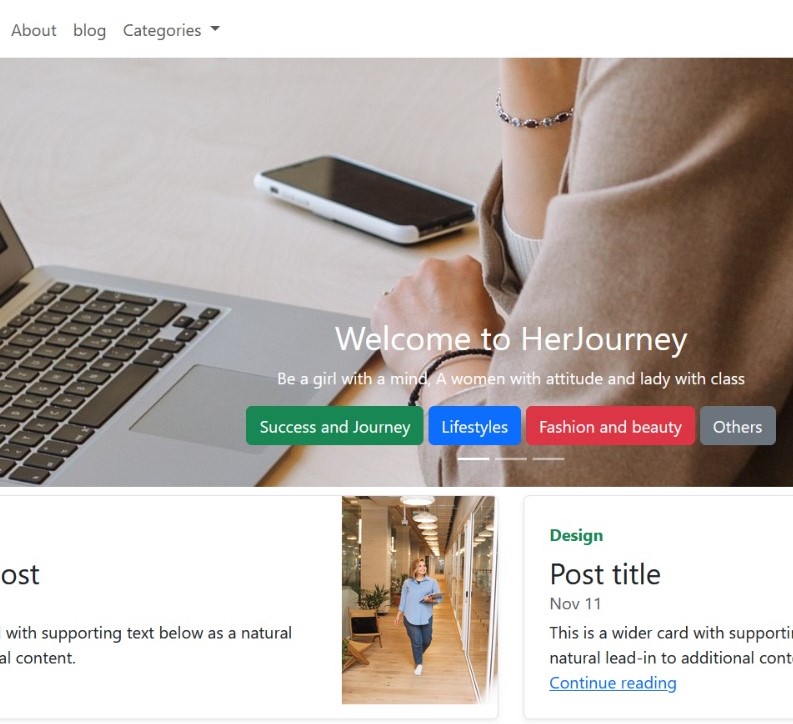 About blog Categories
Welcome to HerJourney
Be a girl with a mind, A women with attitude and lady with class
Success and Journey Lifestyles Fashion and beauty Others
ost
with supporting text below as a natural
al content.
Design
Post title
Nov 11
This is a wider card with supporti
natural lead-in to additional cont
Continue reading